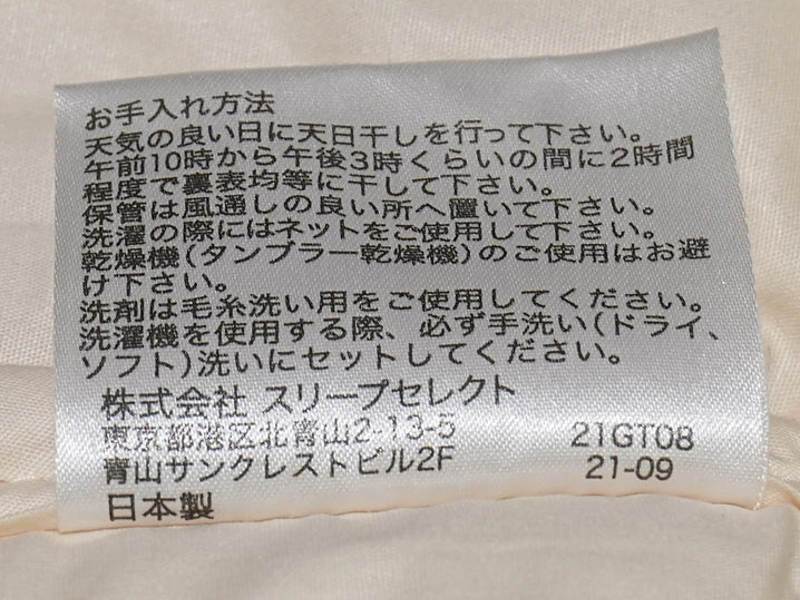 お手入れ方法
天気の良い日に天日干しを行って下さい。
午前10時から午後3時くらいの間に2時間
程度で裏表均等に干して下さい。
保管は風通しの良い所へ置いて下さい。
洗濯の際にはネットをご使用して下さい。
乾燥機(タンブラー乾燥機)のご使用はお避
け下さい。
洗剤は毛糸洗い用をご使用してください。
洗濯機を使用する際、必ず手洗い(ドライ、
ソフト)洗いにセットしてください。
株式会社 スリープセレクト
東京都港区北青山2-13-5 21GT08
青山サンクレストビル2F 21-09
日本製